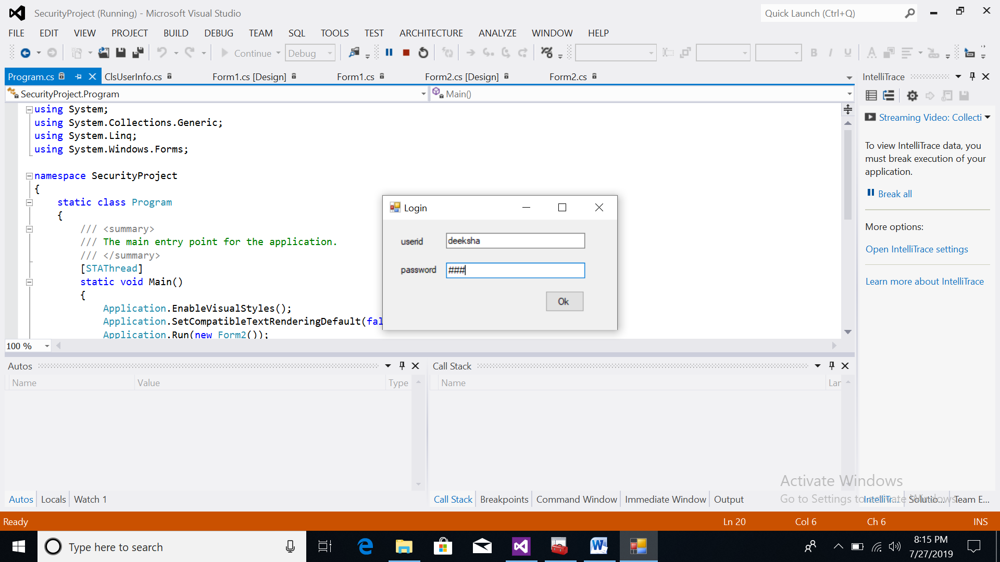 SecurityProject (Running) - Microsoft Visual Studio
Quick Launch (Ctrl+Q)
FILE EDIT VIEW PROJECT BUILD DEBUG TEAM SQL TOOLS TEST ARCHITECTURE ANALYZE WINDOW HELP
Continue Debug
Program.cs ClsUserInfo.cs Form1.cs [Design] Form1.cs Form2.cs [Design] Form2.cs
SecurityProject.Program Main()
using System;
using System.Collections.Generic;
using System.Linq;
using System.Windows.Forms;
namespace SecurityProject
{
static class Program
{
/// <summary>
/// The main entry point for the application.
/// </summary>
[STAThread]
static void Main()
{
Application.EnableVisualStyles();
Application.SetCompatibleTextRenderingDefault(fal
Application.Run(new Form2());
100 %
Login
userid deeksha
password ###
Ok
IntelliTrace
Streaming Video: Collecti
To view IntelliTrace data, you
must break execution of your
application.
Break all
More options:
Open IntelliTrace settings
Learn more about IntelliTrace
Autos
Name Value Type
Call Stack
Name Lar
Autos Locals Watch 1
Call Stack Breakpoints Command Window Immediate Window Output
IntelliTr... Solutio... Team E...
Activate Windows
Go to Settings to activate Windows
Ready Ln 20 Col 6 Ch 6 INS
Type here to search
8:15 PM
7/27/2019